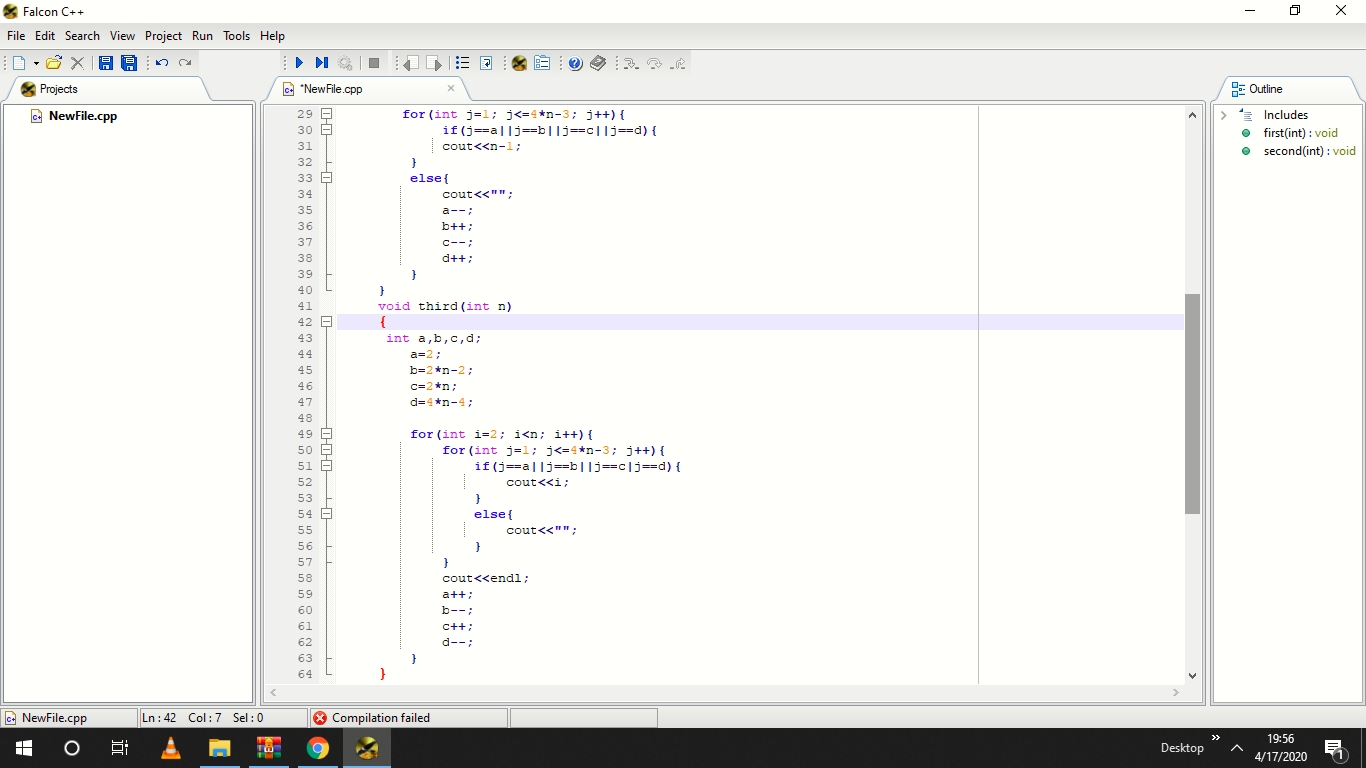 Falcon C++
File Edit Search View Project Run Tools Help
Projects
*NewFile.cpp
Outline
NewFile.cpp
29 for(int j=1; j<=4*n-3; j++){
30 if(j==a||j==b||j==c||j==d){
31 cout<<n-1;
32 }
33 else{
34 cout<<"";
35 a--;
36 b++;
37 c--;
38 d++;
39 }
40 }
41 void third(int n)
42 {
43 int a,b,c,d;
44 a=2;
45 b=2*n-2;
46 c=2*n;
47 d=4*n-4;
48
49 for(int i=2; i<n; i++){
50 for(int j=1; j<=4*n-3; j++){
51 if(j==a||j==b||j==c|j==d){
52 cout<<i;
53 }
54 else{
55 cout<<"";
56 }
57 }
58 cout<<endl;
59 a++;
60 b--;
61 c++;
62 d--;
63 }
64 }
Includes
first(int) : void
second(int) : void
NewFile.cpp Ln : 42 Col : 7 Sel : 0 Compilation failed
Desktop
19:56
4/17/2020
1